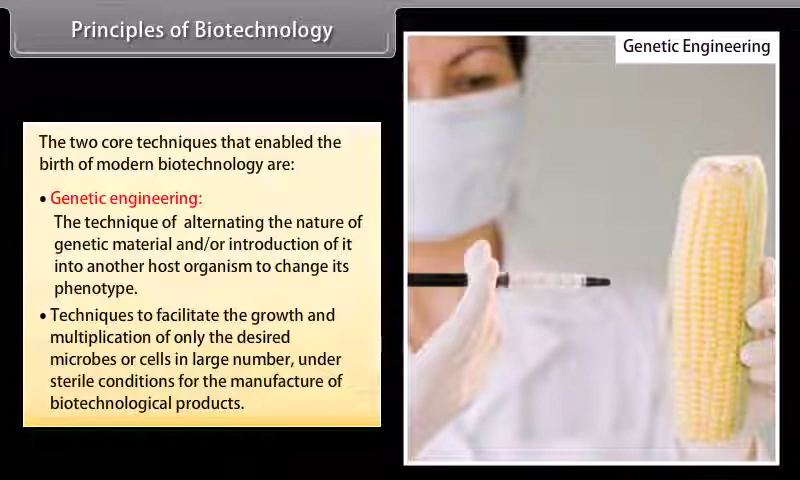 Principles of Biotechnology
Genetic Engineering
The two core techniques that enabled the
birth of modern biotechnology are:
• Genetic engineering:
The technique of alternating the nature of
genetic material and/or introduction of it
into another host organism to change its
phenotype.
• Techniques to facilitate the growth and
multiplication of only the desired
microbes or cells in large number, under
sterile conditions for the manufacture of
biotechnological products.